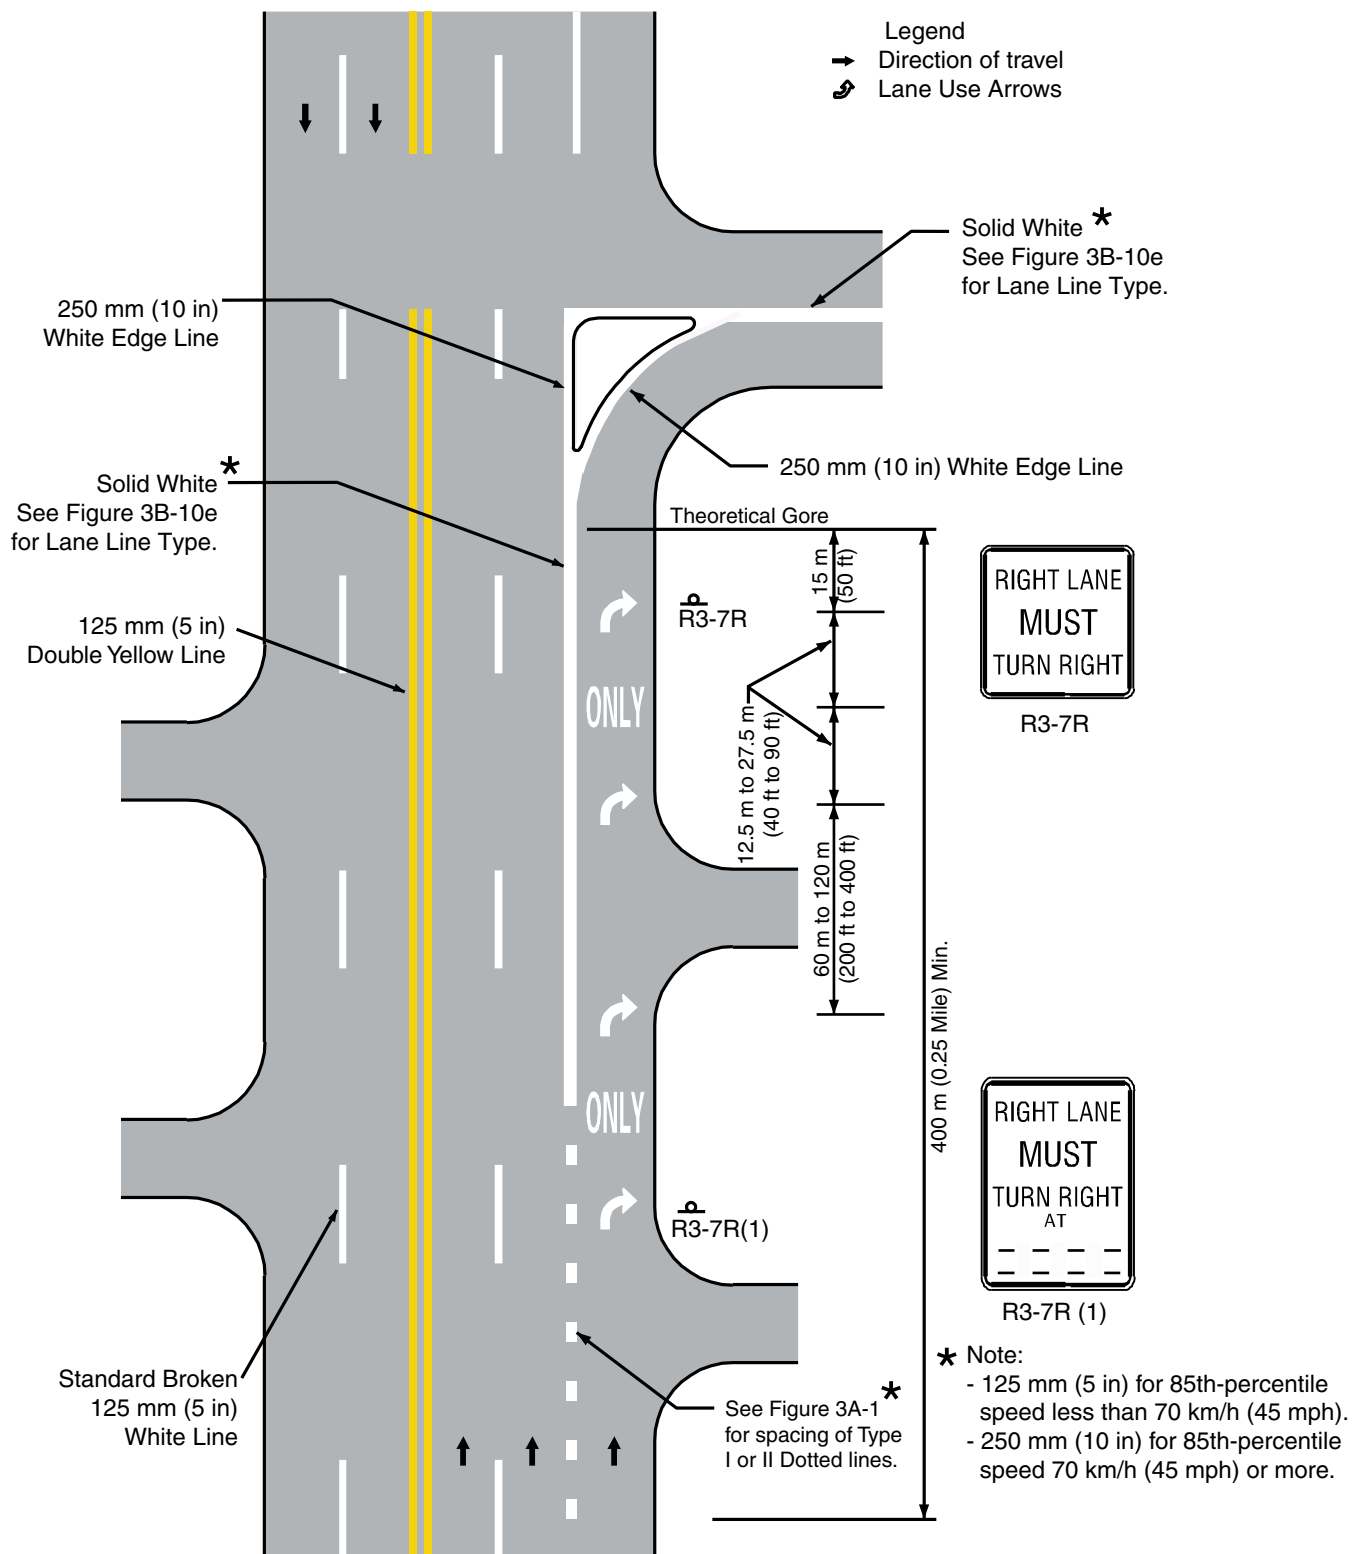 Legend
Direction of travel
Lane Use Arrows
Solid White *
See Figure 3B-10e
for Lane Line Type.
250 mm (10 in)
White Edge Line
250 mm (10 in) White Edge Line
*
Solid White
See Figure 3B-10e
for Lane Line Type.
Theoretical Gore
15 m
(50 ft)
RIGHT LANE
MUST
TURN RIGHT
R3-7R
R3-7R
125 mm (5 in)
Double Yellow Line
ONLY
12.5 m to 27.5 m
(40 ft to 90 ft)
60 m to 120 m
(200 ft to 400 ft)
400 m (0.25 Mile) Min.
ONLY
R3-7R(1)
RIGHT LANE
MUST
TURN RIGHT
AT
R3-7R (1)
Standard Broken
125 mm (5 in)
White Line
See Figure 3A-1 *
for spacing of Type
I or II Dotted lines.
* Note:
- 125 mm (5 in) for 85th-percentile
speed less than 70 km/h (45 mph).
- 250 mm (10 in) for 85th-percentile
speed 70 km/h (45 mph) or more.